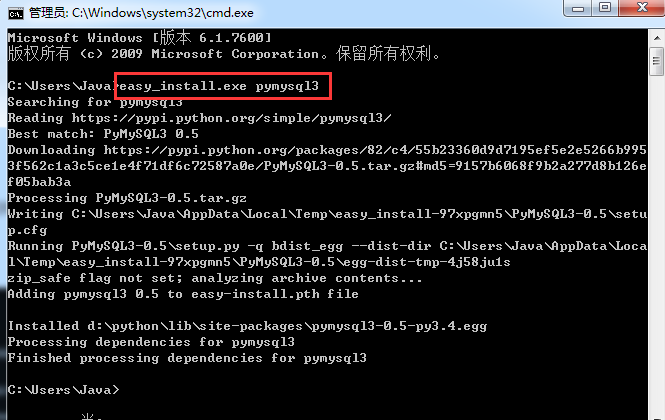 管理员: C:\Windows\system32\cmd.exe
Microsoft Windows [版本 6.1.7600]
版权所有 (c) 2009 Microsoft Corporation。保留所有权利。
C:\Users\Java>easy_install.exe pymysql3
Searching for pymysql3
Reading https://pypi.python.org/simple/pymysql3/
Best match: PyMySQL3 0.5
Downloading https://pypi.python.org/packages/82/c4/55b23360d9d7195ef5e2e5266b995
3f562c1a3c5ce1e4f71df6c72587a0e/PyMySQL3-0.5.tar.gz#md5=9157b6068f9b2a277d8b126e
f05bab3a
Processing PyMySQL3-0.5.tar.gz
Writing C:\Users\Java\AppData\Local\Temp\easy_install-97xpgmn5\PyMySQL3-0.5\setu
p.cfg
Running PyMySQL3-0.5\setup.py -q bdist_egg --dist-dir C:\Users\Java\AppData\Loca
l\Temp\easy_install-97xpgmn5\PyMySQL3-0.5\egg-dist-tmp-4j58ju1s
zip_safe flag not set; analyzing archive contents...
Adding pymysql3 0.5 to easy-install.pth file
Installed d:\python\lib\site-packages\pymysql3-0.5-py3.4.egg
Processing dependencies for pymysql3
Finished processing dependencies for pymysql3
C:\Users\Java>